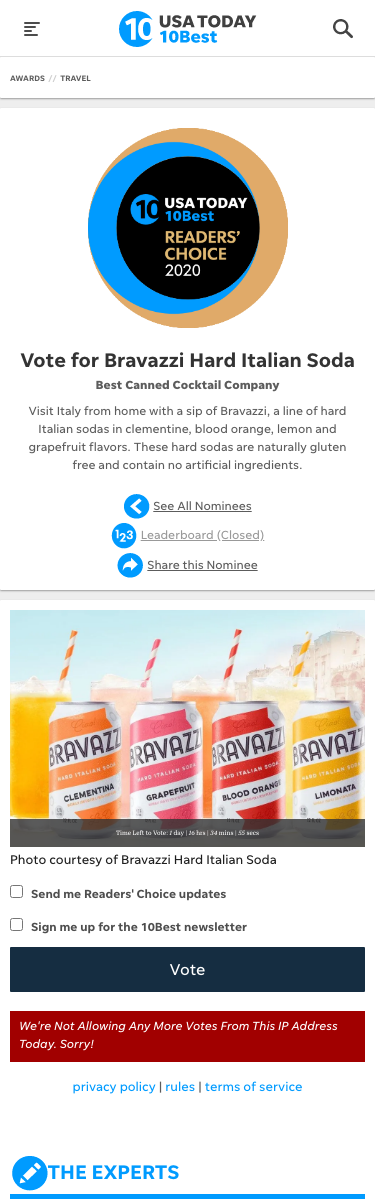 10 USA TODAY
10Best
AWARDS // TRAVEL
10 USA TODAY
10Best
READERS'
CHOICE
2020
Vote for Bravazzi Hard Italian Soda
Best Canned Cocktail Company
Visit Italy from home with a sip of Bravazzi, a line of hard
Italian sodas in clementine, blood orange, lemon and
grapefruit flavors. These hard sodas are naturally gluten
free and contain no artificial ingredients.
See All Nominees
123 Leaderboard (Closed)
Share this Nominee
BRAVAZZI BRAVAZZI BRAVAZZI BRAVAZZ
HARD ITALIAN SODA HARD ITALIAN SODA HARD ITALIAN SODA HARD ITALIAN
CLEMENTINE GRAPEFRUIT BLOOD ORANGE LIMONATA
Time Left to Vote: 1 day | 16 hrs | 34 mins | 55 secs
Photo courtesy of Bravazzi Hard Italian Soda
Send me Readers' Choice updates
Sign me up for the 10Best newsletter
Vote
We're Not Allowing Any More Votes From This IP Address
Today. Sorry!
privacy policy | rules | terms of service
THE EXPERTS